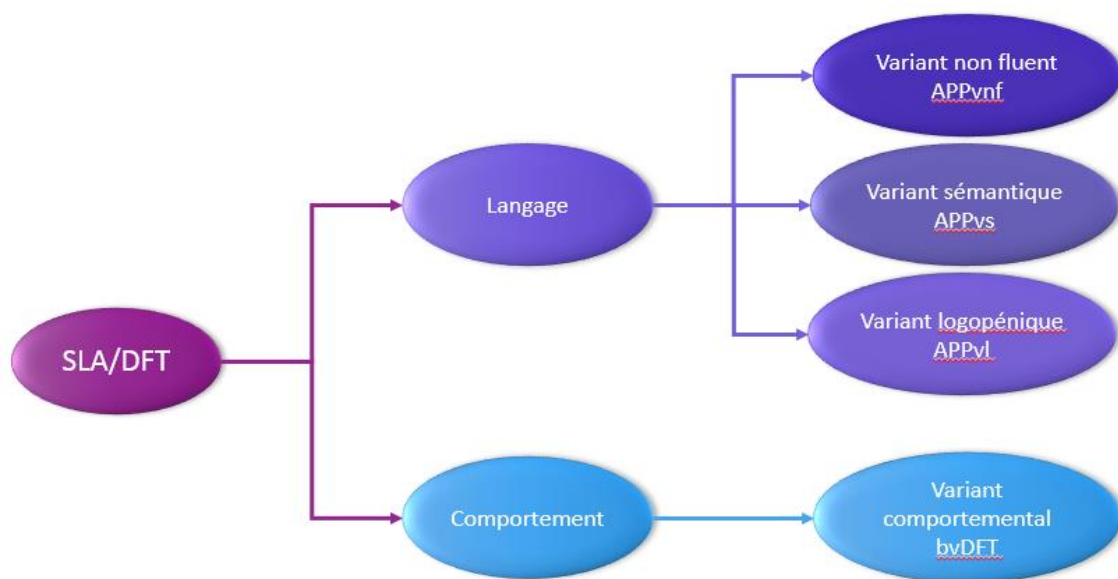 SLA/DFT
Langage
Variant non fluent
APPvnf
Variant sémantique
APPvs
Variant logopénique
APPvl
Comportement
Variant
comportemental
bvDFT